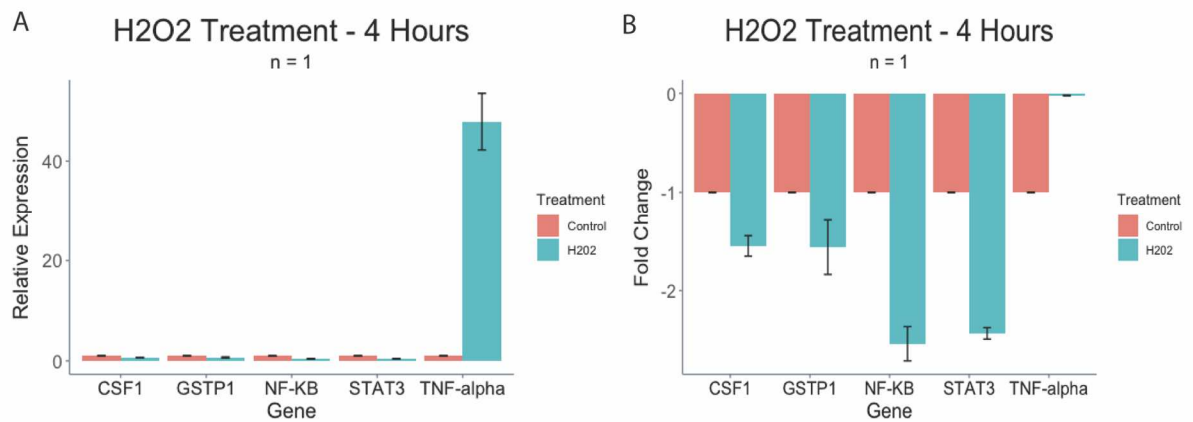 A
H2O2 Treatment - 4 Hours
n = 1
Relative Expression
40
20
0
CSF1
GSTP1
NF-KB
STAT3
TNF-alpha
Gene
Treatment
Control
H202
B
H2O2 Treatment - 4 Hours
n = 1
Fold Change
0
-1
-2
CSF1
GSTP1
NF-KB
STAT3
TNF-alpha
Gene
Treatment
Control
H202